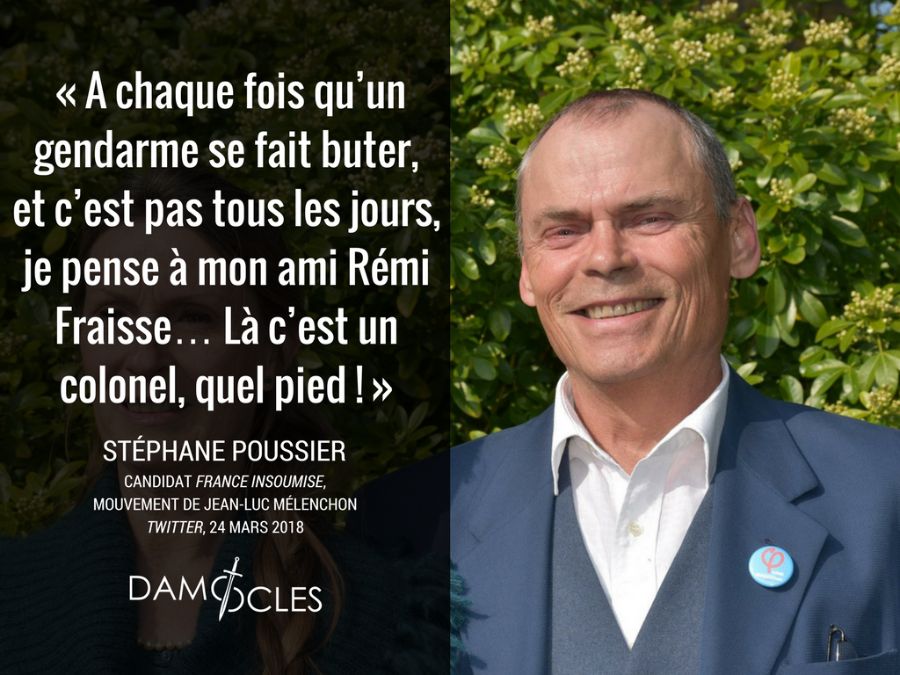 « A chaque fois qu'un
gendarme se fait buter,
et c'est pas tous les jours,
je pense à mon ami Rémi
Fraisse… Là c'est un
colonel, quel pied ! »
STÉPHANE POUSSIER
CANDIDAT FRANCE INSOUMISE,
MOUVEMENT DE JEAN-LUC MÉLENCHON
TWITTER, 24 MARS 2018
DAMOCLES
φ